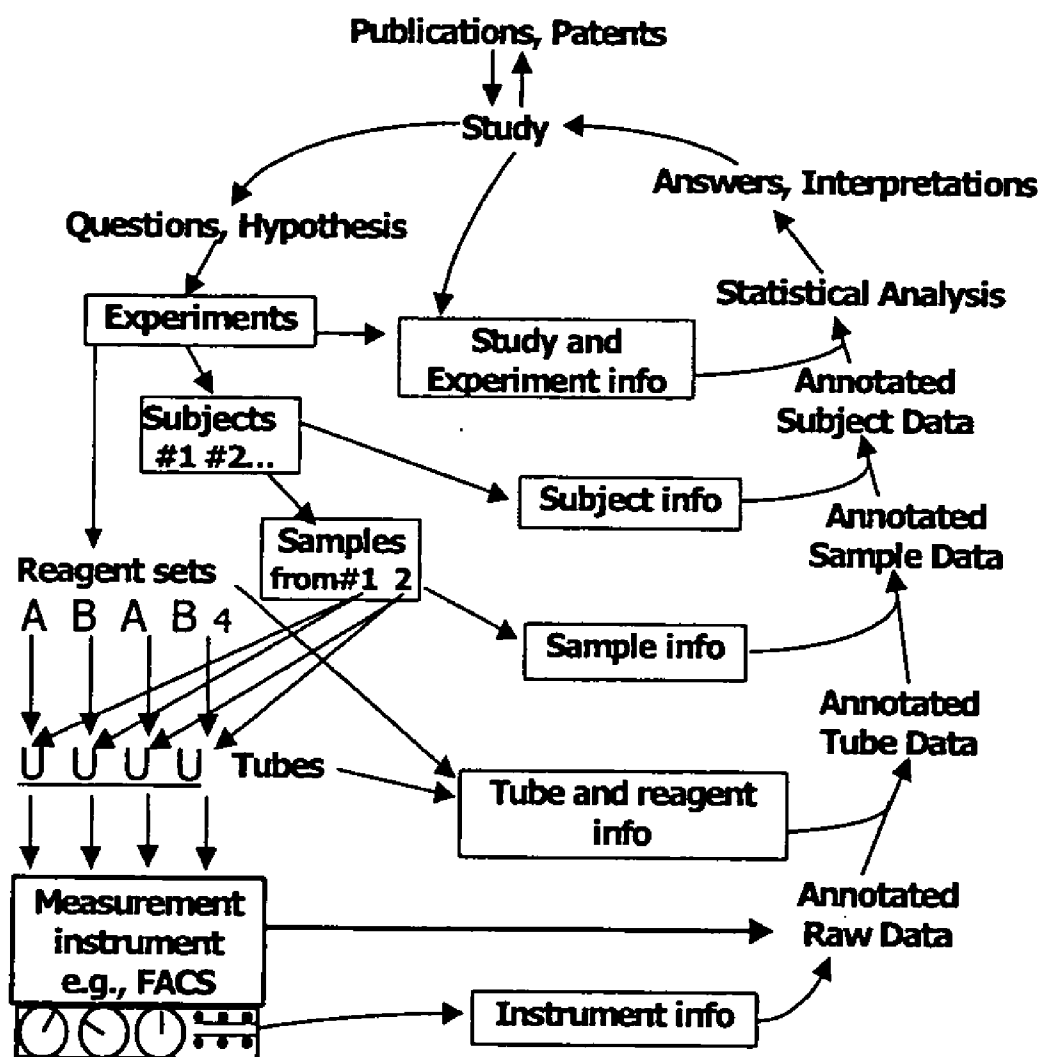 Publications, Patents
Study
Answers, Interpretations
Questions, Hypothesis
Statistical Analysis
Experiments
Study and
Experiment info
Annotated
Subject Data
Subjects
#1 #2...
Subject info
Annotated
Sample Data
Samples
from#1 2
Reagent sets
A B A B 4
Sample info
Annotated
Tube Data
U U U U Tubes
Tube and reagent
info
Annotated
Raw Data
Measurement
instrument
e.g., FACS
Instrument info